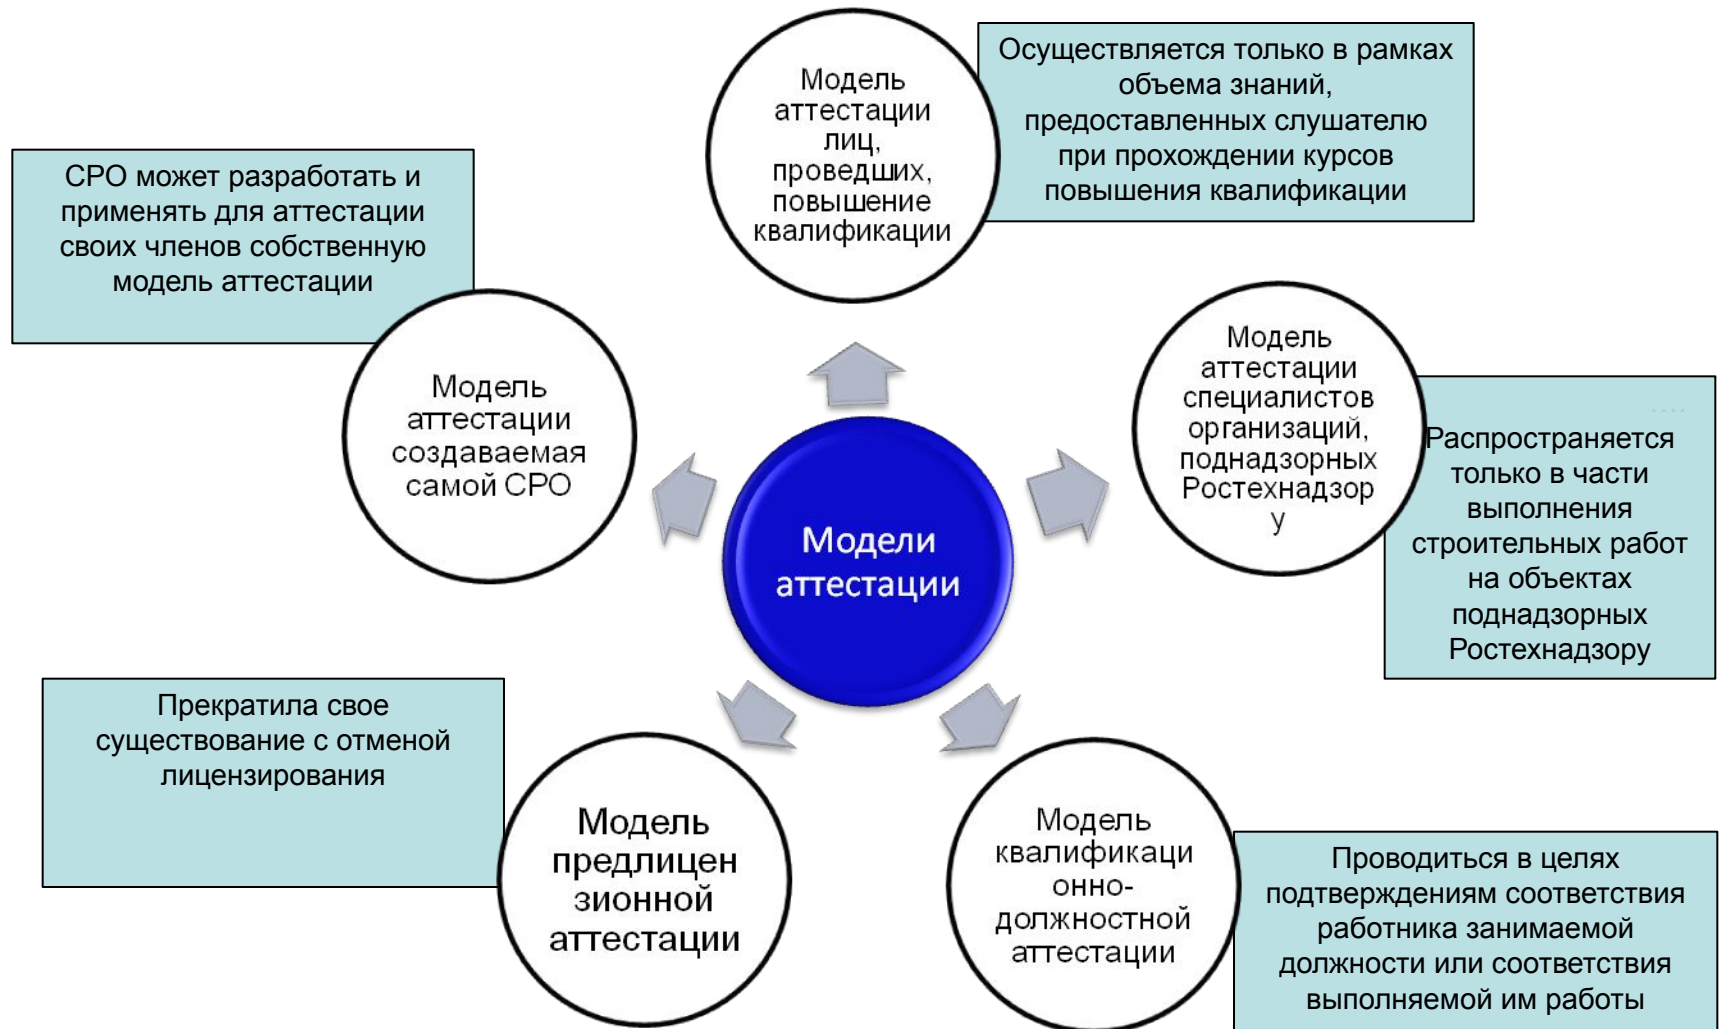 Модель
аттестации
лиц,
проведших,
повышение
квалификации
Осуществляется только в рамках
объема знаний,
предоставленных слушателю
при прохождении курсов
повышения квалификации
СРО может разработать и
применять для аттестации
своих членов собственную
модель аттестации
Модель
аттестации
создаваемая
самой СРО
Модель
аттестации
специалистов
организаций,
поднадзорных
Ростехнадзор
у
....
Распространяется
только в части
выполнения
строительных работ
на объектах
поднадзорных
Ростехнадзору
Модели
аттестации
Прекратила свое
существование с отменой
лицензирования
Модель
предлицен
зионной
аттестации
Модель
квалификаци
онно-
должностной
аттестации
Проводиться в целях
подтверждениям соответствия
работника занимаемой
должности или соответствия
выполняемой им работы